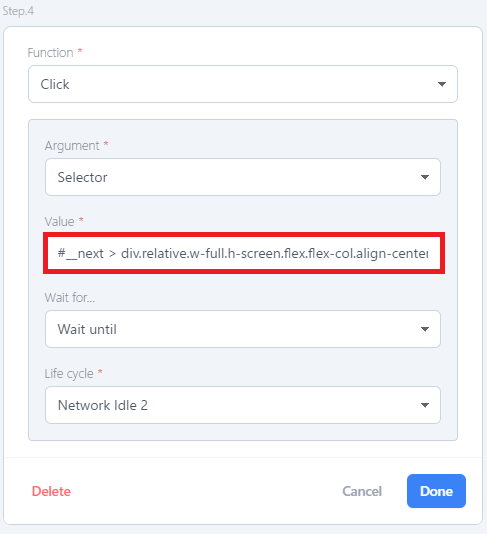 Step.4
Function *
Click
Argument *
Selector
Value *
#__next > div.relative.w-full.h-screen.flex.flex-col.align-center
Wait for...
Wait until
Life cycle *
Network Idle 2
Delete
Cancel
Done